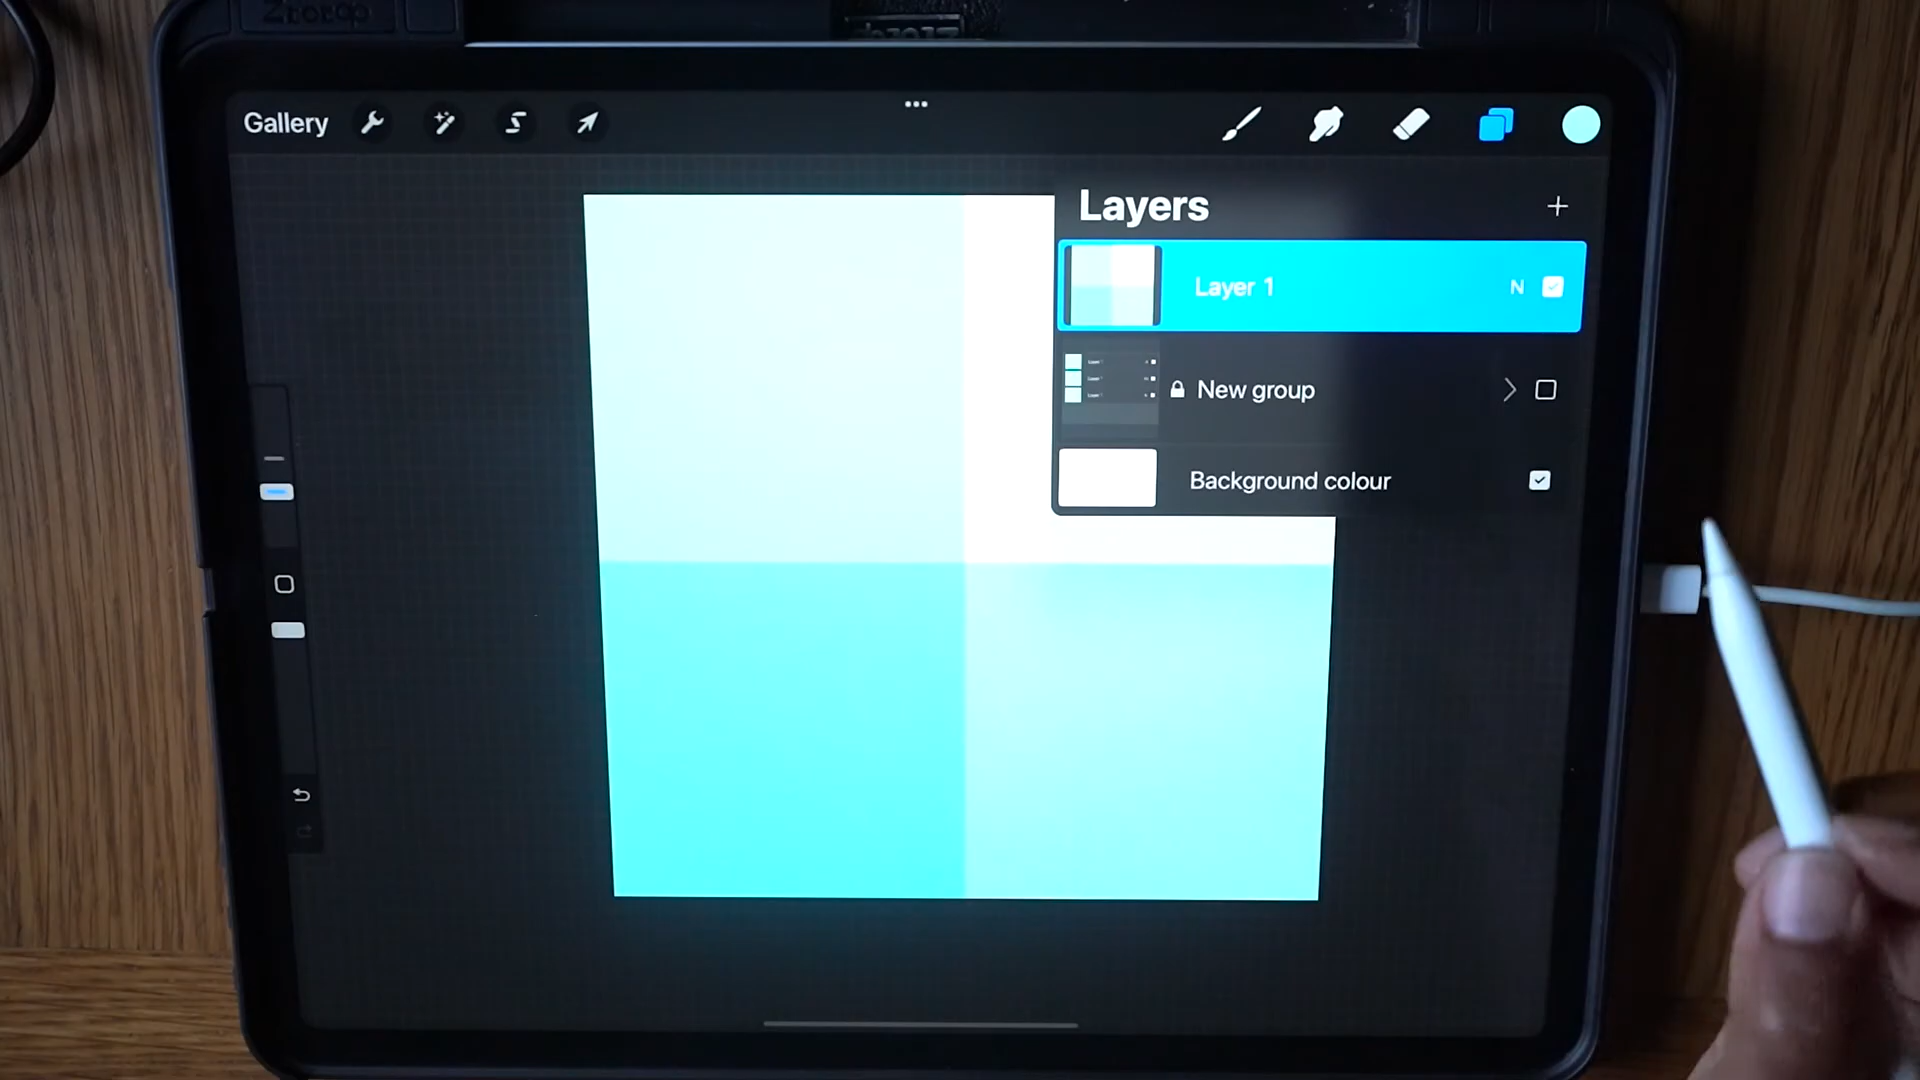 Gallery
Layers
Layer 1
N
New group
Background colour